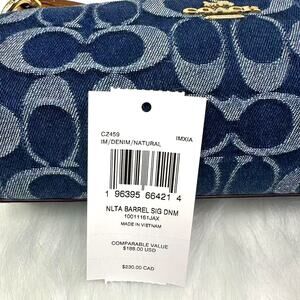 COACH
CZ459
IMXIA
IM/DENIM/NATURAL
1 96395 66421 4
NLTA BARREL SIG DNM
10011161JAX
MADE IN VIETNAM
COMPARABLE VALUE
$188.00 USD
$230.00 CAD